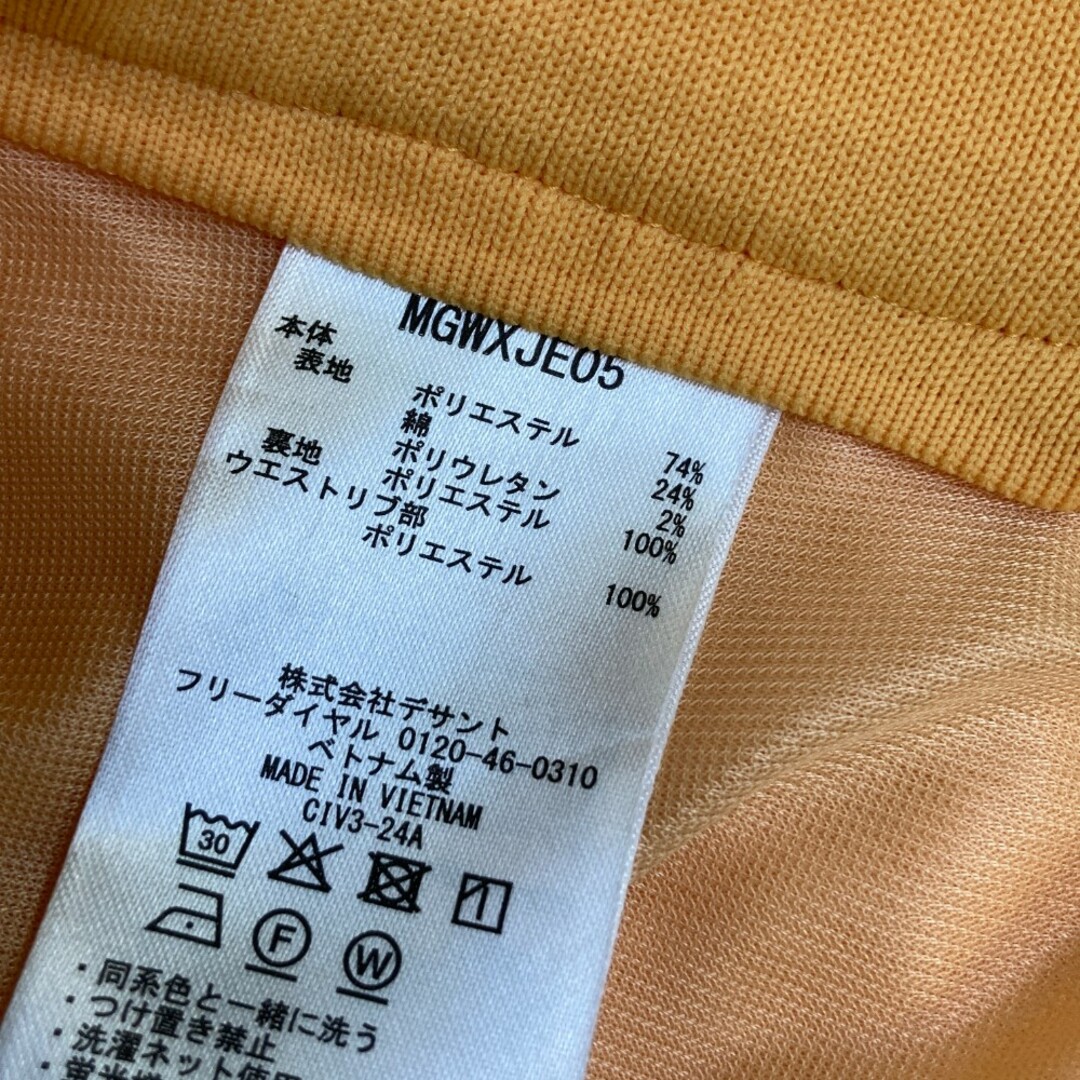 MGWXJE05
本体
表地
ポリエステル 74%
綿 24%
ポリウレタン 2%
裏地 ポリエステル 100%
ウエストリブ部
ポリエステル 100%
株式会社デサント
フリーダイヤル 0120-46-0310
ベトナム製
MADE IN VIETNAM
CIV3-24A
30
F
W
・同系色と一緒に洗う
・つけ置き禁止
・洗濯ネット使用
・蛍光